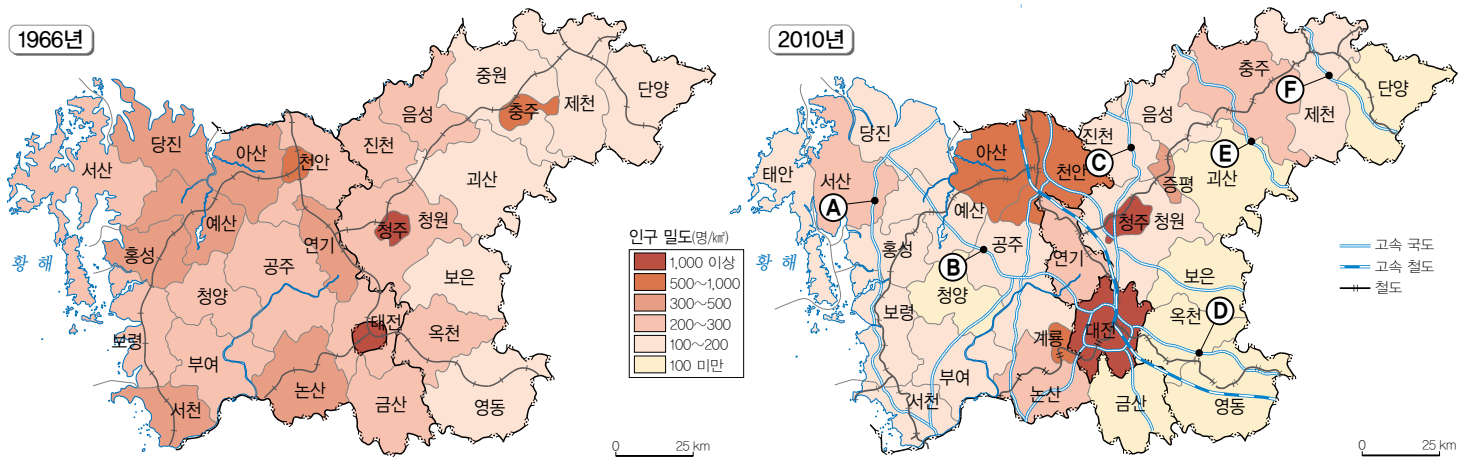 1966년
중원
단양
충주
제천
음성
진천
괴산
당진
아산
천안
서산
예산
청주
청원
홍성
연기
공주
보은
황해
청양
대전
옥천
보령
부여
논산
서천
금산
영동
0 25 km
인구 밀도(명/㎢)
1,000 이상
500~1,000
300~500
200~300
100~200
100 미만
2010년
충주
F
단양
음성
제천
당진
진천
아산
C
E
태안
서산
천안
증평
괴산
A
예산
청주
청원
홍성
공주
황해
B
연기
보은
청양
보령
D
옥천
대전
계룡
부여
논산
서천
금산
영동
0 25 km
고속 국도
고속 철도
철도